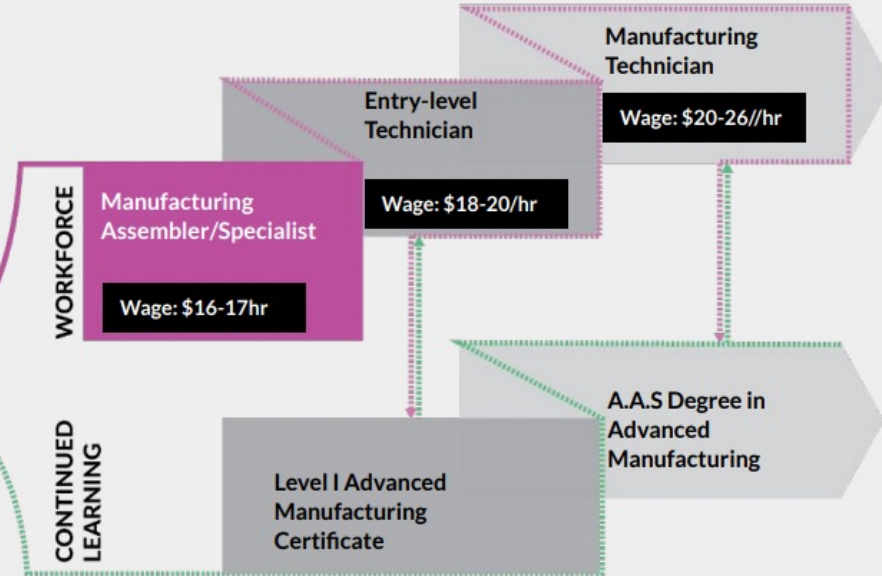 Manufacturing
Technician
Wage: $20-26//hr
Entry-level
Technician
Wage: $18-20/hr
WORKFORCE
Manufacturing
Assembler/Specialist
Wage: $16-17hr
CONTINUED
LEARNING
A.A.S Degree in
Advanced
Manufacturing
Level I Advanced
Manufacturing
Certificate